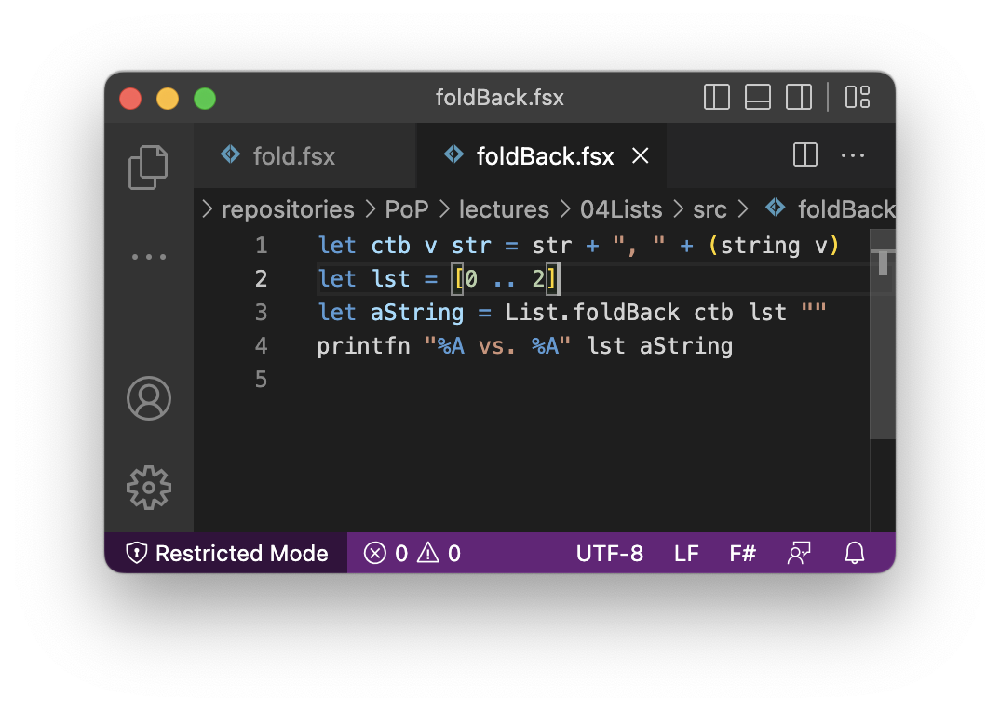 foldBack.fsx
fold.fsx foldBack.fsx
repositories > PoP > lectures > 04Lists > src > foldBack
1 let ctb v str = str + ", " + (string v)
2 let lst = [0 .. 2]
3 let aString = List.foldBack ctb lst ""
4 printfn "%A vs. %A" lst aString
5
Restricted Mode 0 0 UTF-8 LF F#